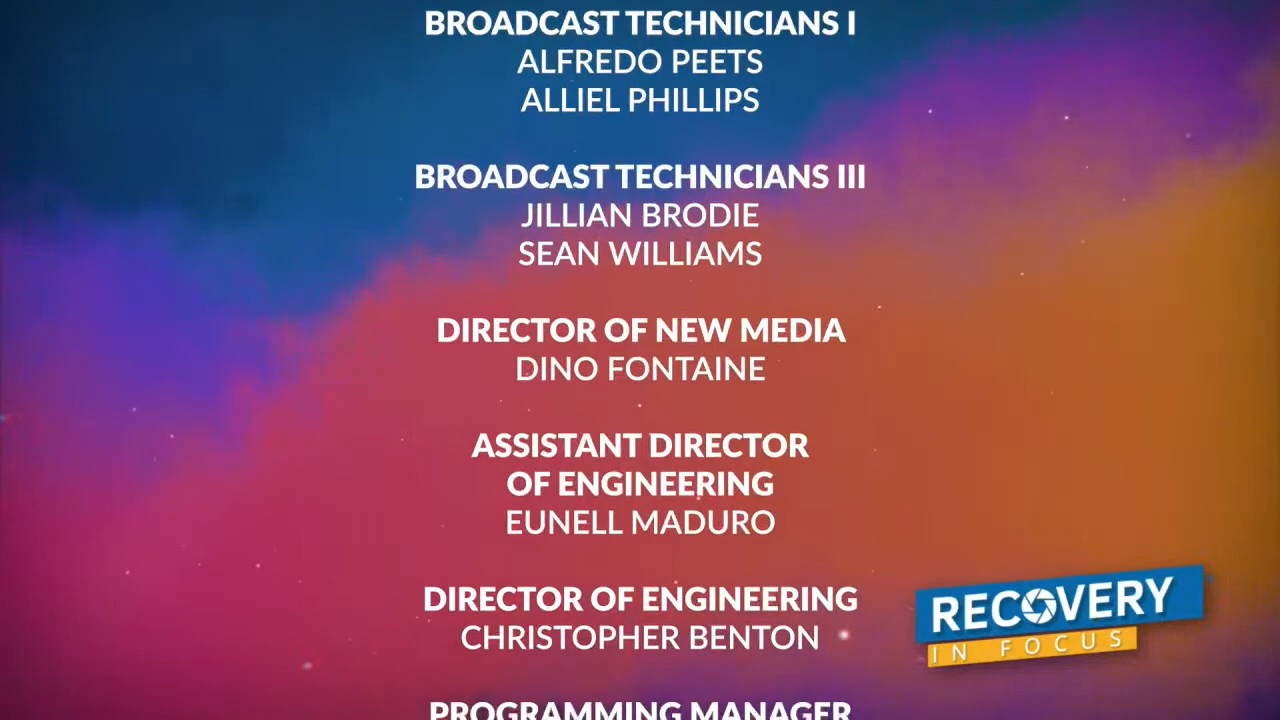 BROADCAST TECHNICIANS I
ALFREDO PEETS
ALLIEL PHILLIPS
BROADCAST TECHNICIANS III
JILLIAN BRODIE
SEAN WILLIAMS
DIRECTOR OF NEW MEDIA
DINO FONTAINE
ASSISTANT DIRECTOR
OF ENGINEERING
EUNELL MADURO
DIRECTOR OF ENGINEERING
CHRISTOPHER BENTON
PROGRAMMING MANAGER
RECOVERY
IN FOCUS